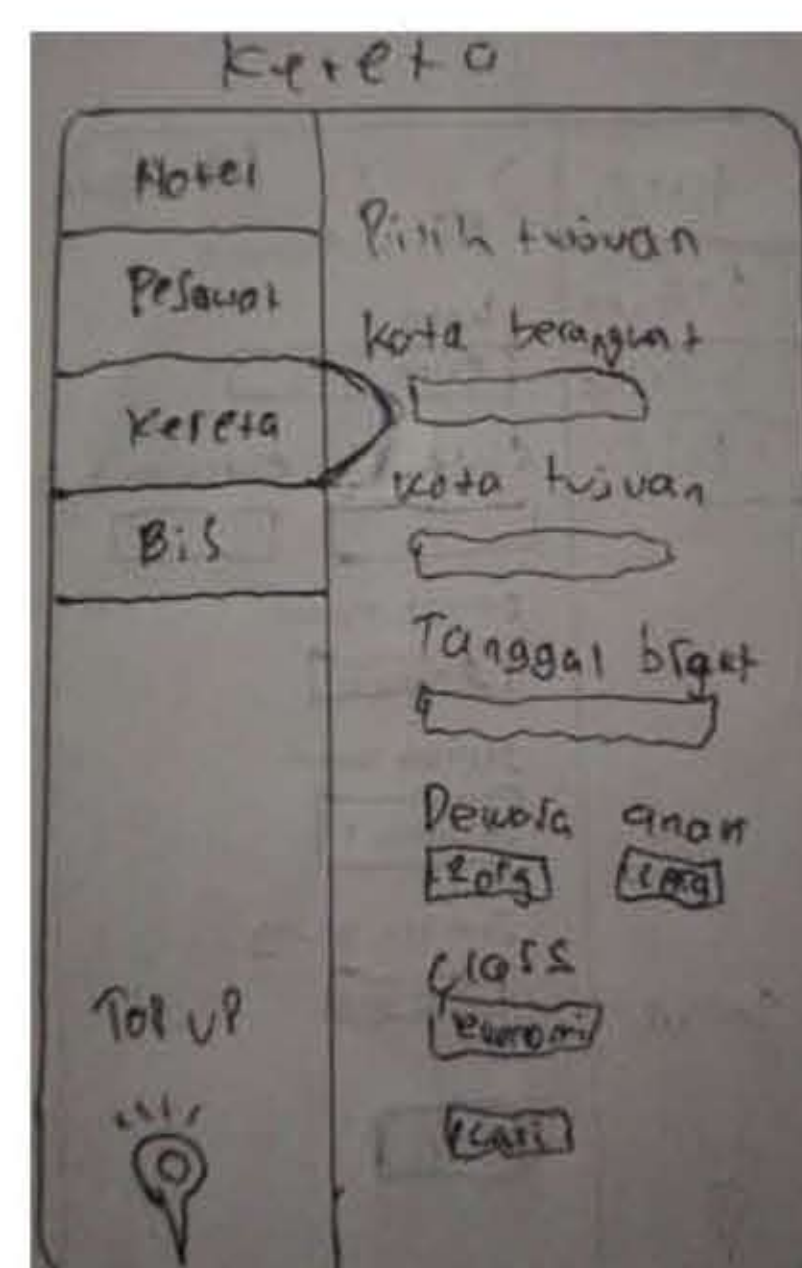 Kereta
Hotel
Pesawat
Kereta
Bis
Top up
Pilih tujuan
Kota berangkat
Kota tujuan
Tanggal brgkt
Dewasa anak
class
ekonomi
cari